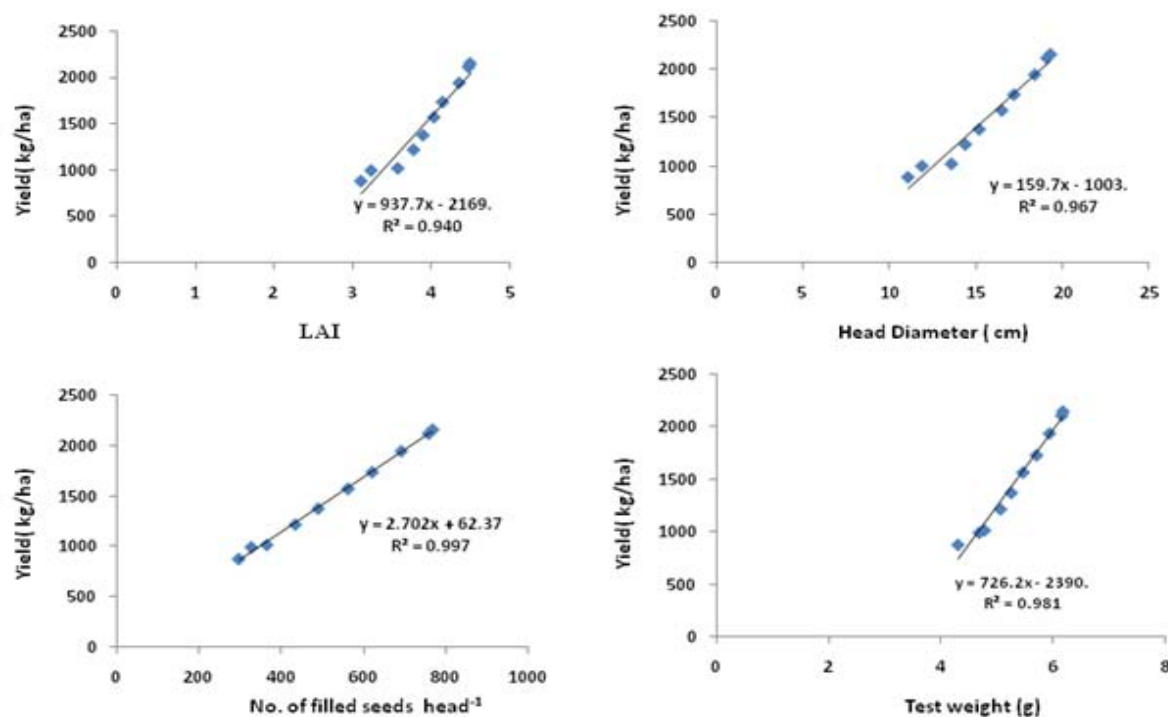 2500
2000
1500
1000
500
0
Yield( kg/ha)
y = 937.7x - 2169.
R² = 0.940
0 1 2 3 4 5
LAI
2500
2000
1500
1000
500
0
Yield( kg/ha)
y = 159.7x - 1003.
R² = 0.967
0 5 10 15 20 25
Head Diameter ( cm)
2500
2000
1500
1000
500
0
Yield( kg/ha)
y = 2.702x + 62.37
R² = 0.997
0 200 400 600 800 1000
No. of filled seeds head⁻¹
2500
2000
1500
1000
500
0
Yield( kg/ha)
y = 726.2x - 2390.
R² = 0.981
0 2 4 6 8
Test weight (g)